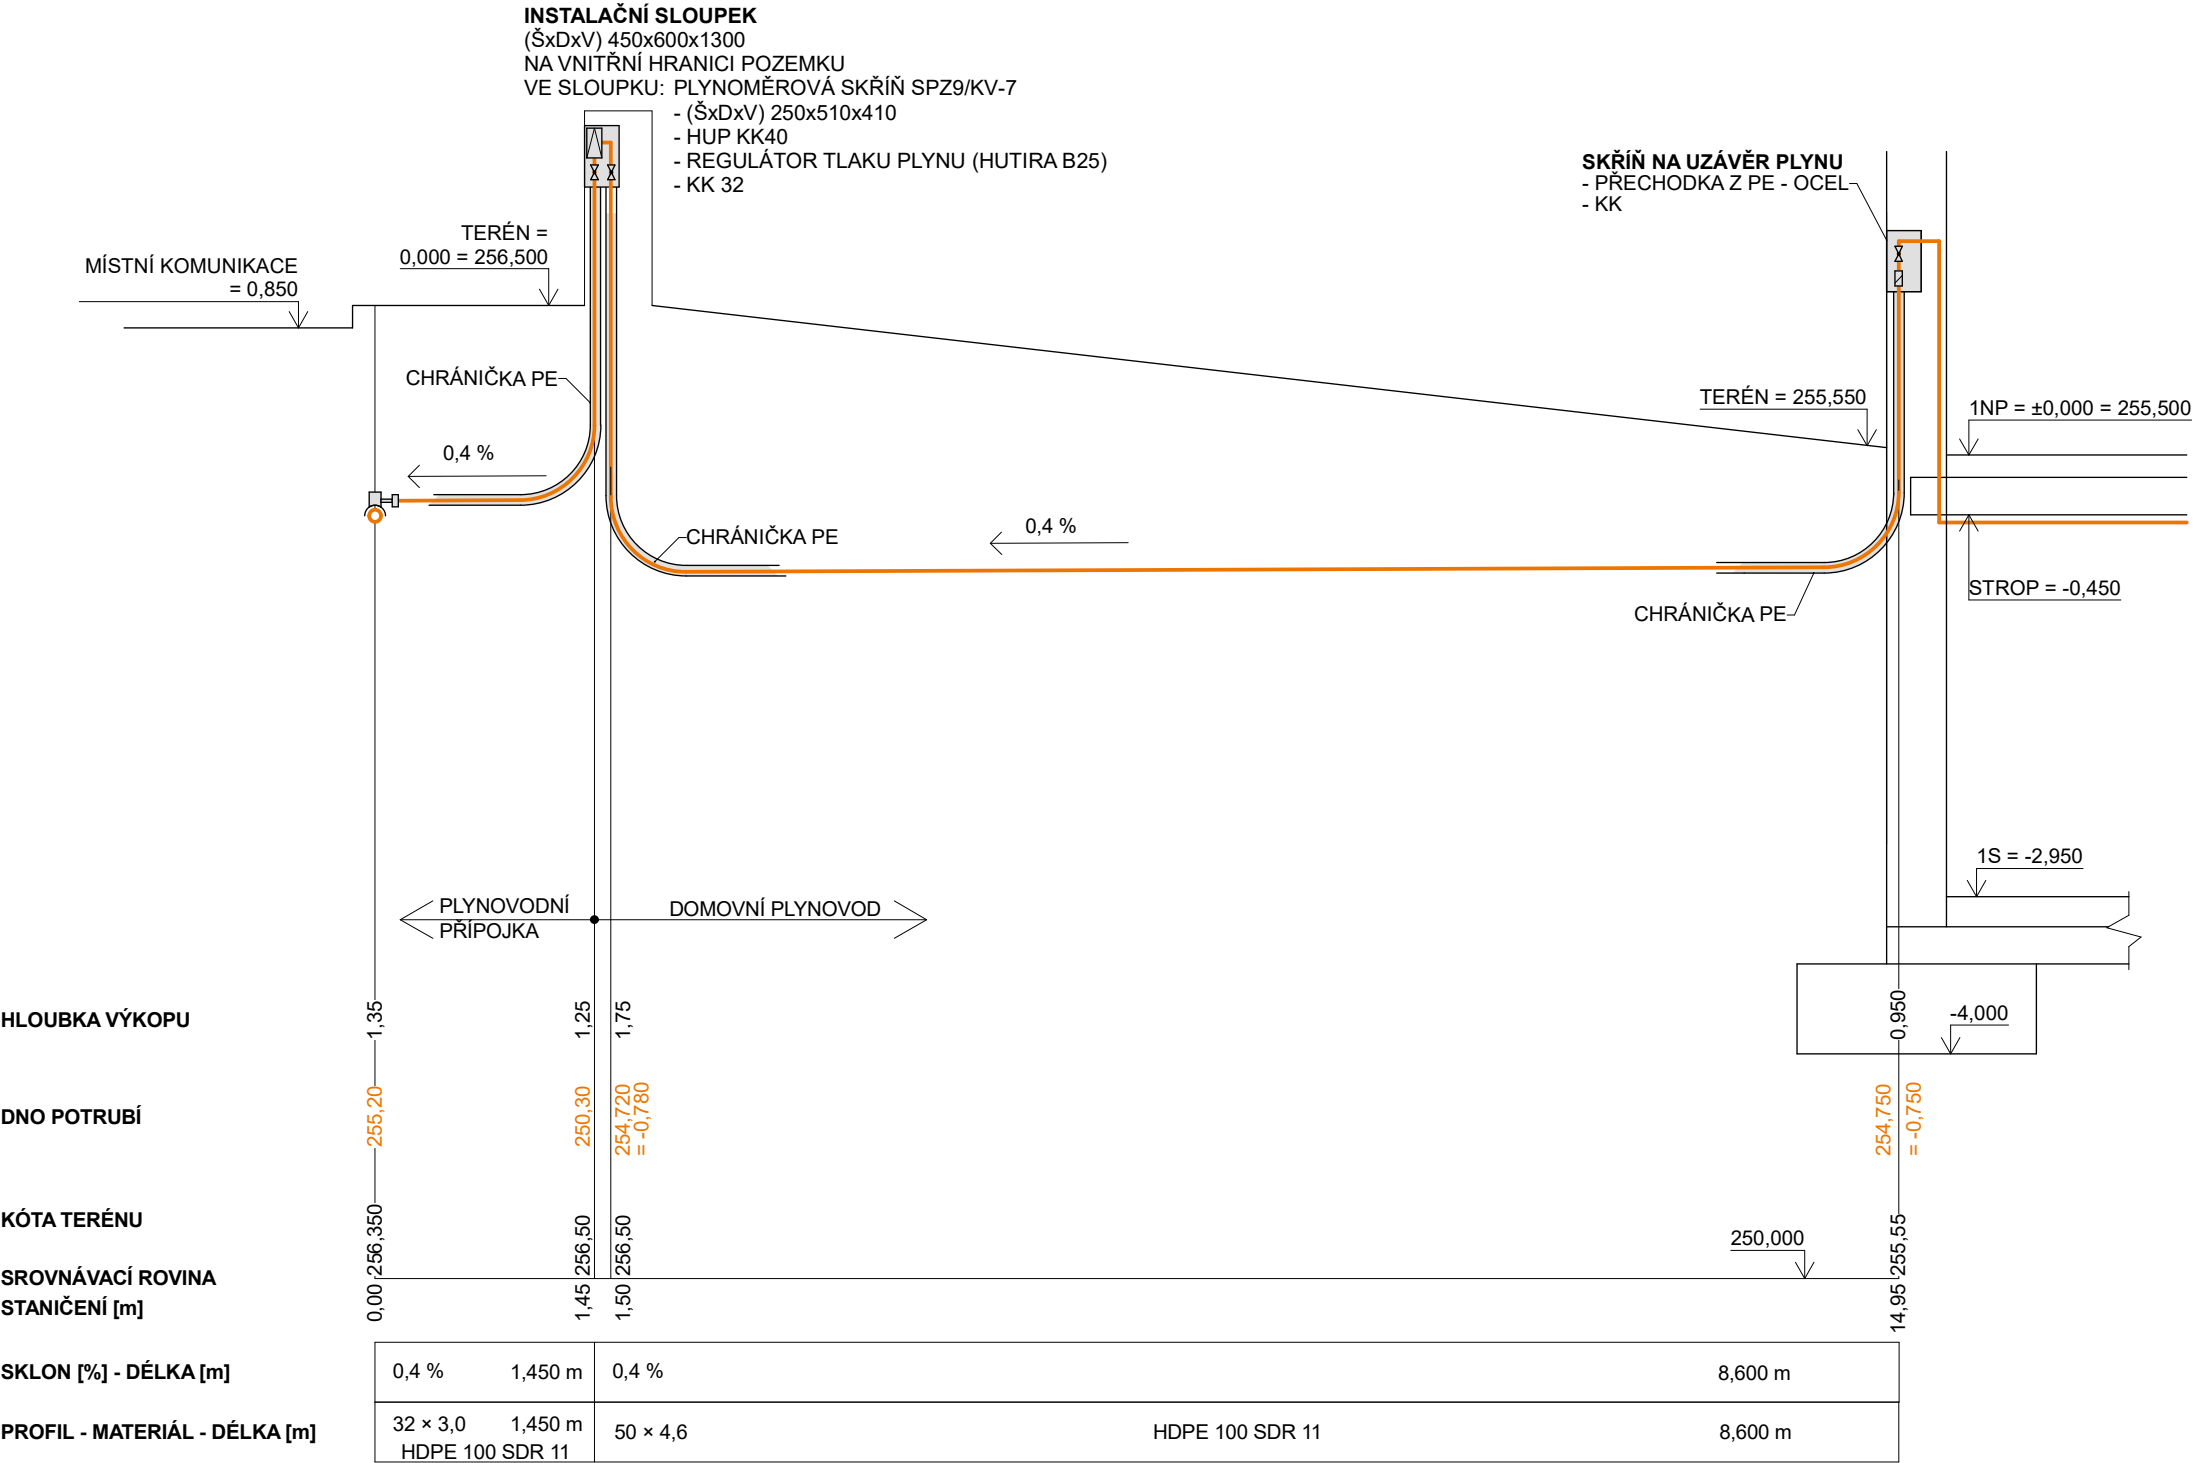 INSTALAČNÍ SLOUPEK
(ŠxDxV) 450x600x1300
NA VNITŘNÍ HRANICI POZEMKU
VE SLOUPKU: PLYNOMĚROVÁ SKŘÍŇ SPZ9/KV-7
- (ŠxDxV) 250x510x410
- HUP KK40
- REGULÁTOR TLAKU PLYNU (HUTIRA B25)
- KK 32
SKŘÍŇ NA UZÁVĚR PLYNU
- PŘECHODKA Z PE - OCEL
- KK
TERÉN =
0,000 = 256,500
MÍSTNÍ KOMUNIKACE
= 0,850
CHRÁNIČKA PE
TERÉN = 255,550
1NP = ±0,000 = 255,500
0,4 %
0,4 %
CHRÁNIČKA PE
STROP = -0,450
CHRÁNIČKA PE
1S = -2,950
PLYNOVODNÍ
PŘÍPOJKA
DOMOVNÍ PLYNOVOD
-4,000
HLOUBKA VÝKOPU
1,35
1,25
1,75
0,950
DNO POTRUBÍ
255,20
250,30
254,720
= -0,780
254,750
= -0,750
KÓTA TERÉNU
256,350
256,50
256,50
255,55
250,000
SROVNÁVACÍ ROVINA
STANIČENÍ [m]
0,00
1,45
1,50
14,95
SKLON [%] - DÉLKA [m]
0,4 % 1,450 m
0,4 % 8,600 m
PROFIL - MATERIÁL - DÉLKA [m]
32 × 3,0 1,450 m
HDPE 100 SDR 11
50 × 4,6 HDPE 100 SDR 11 8,600 m